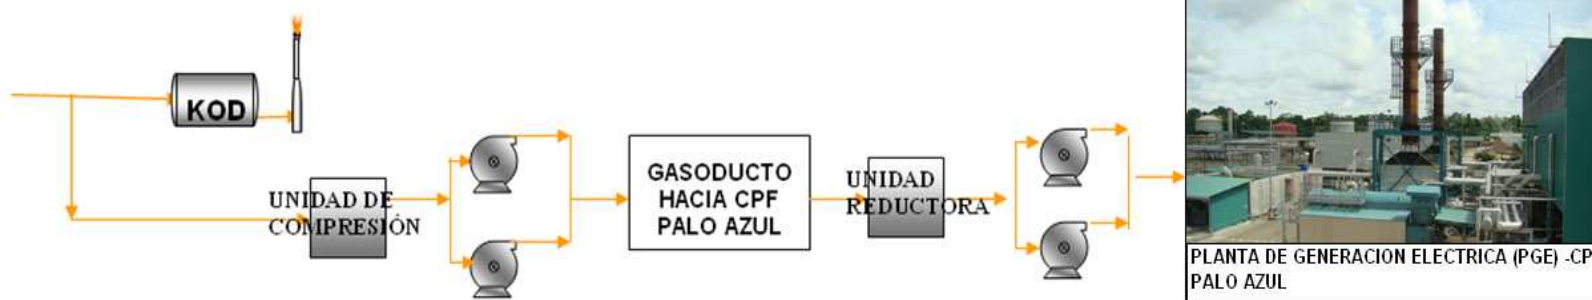 KOD
UNIDAD DE
COMPRESIÓN
GASODUCTO
HACIA CPF
PALO AZUL
UNIDAD
REDUCTORA
PLANTA DE GENERACION ELECTRICA (PGE) -CP
PALO AZUL